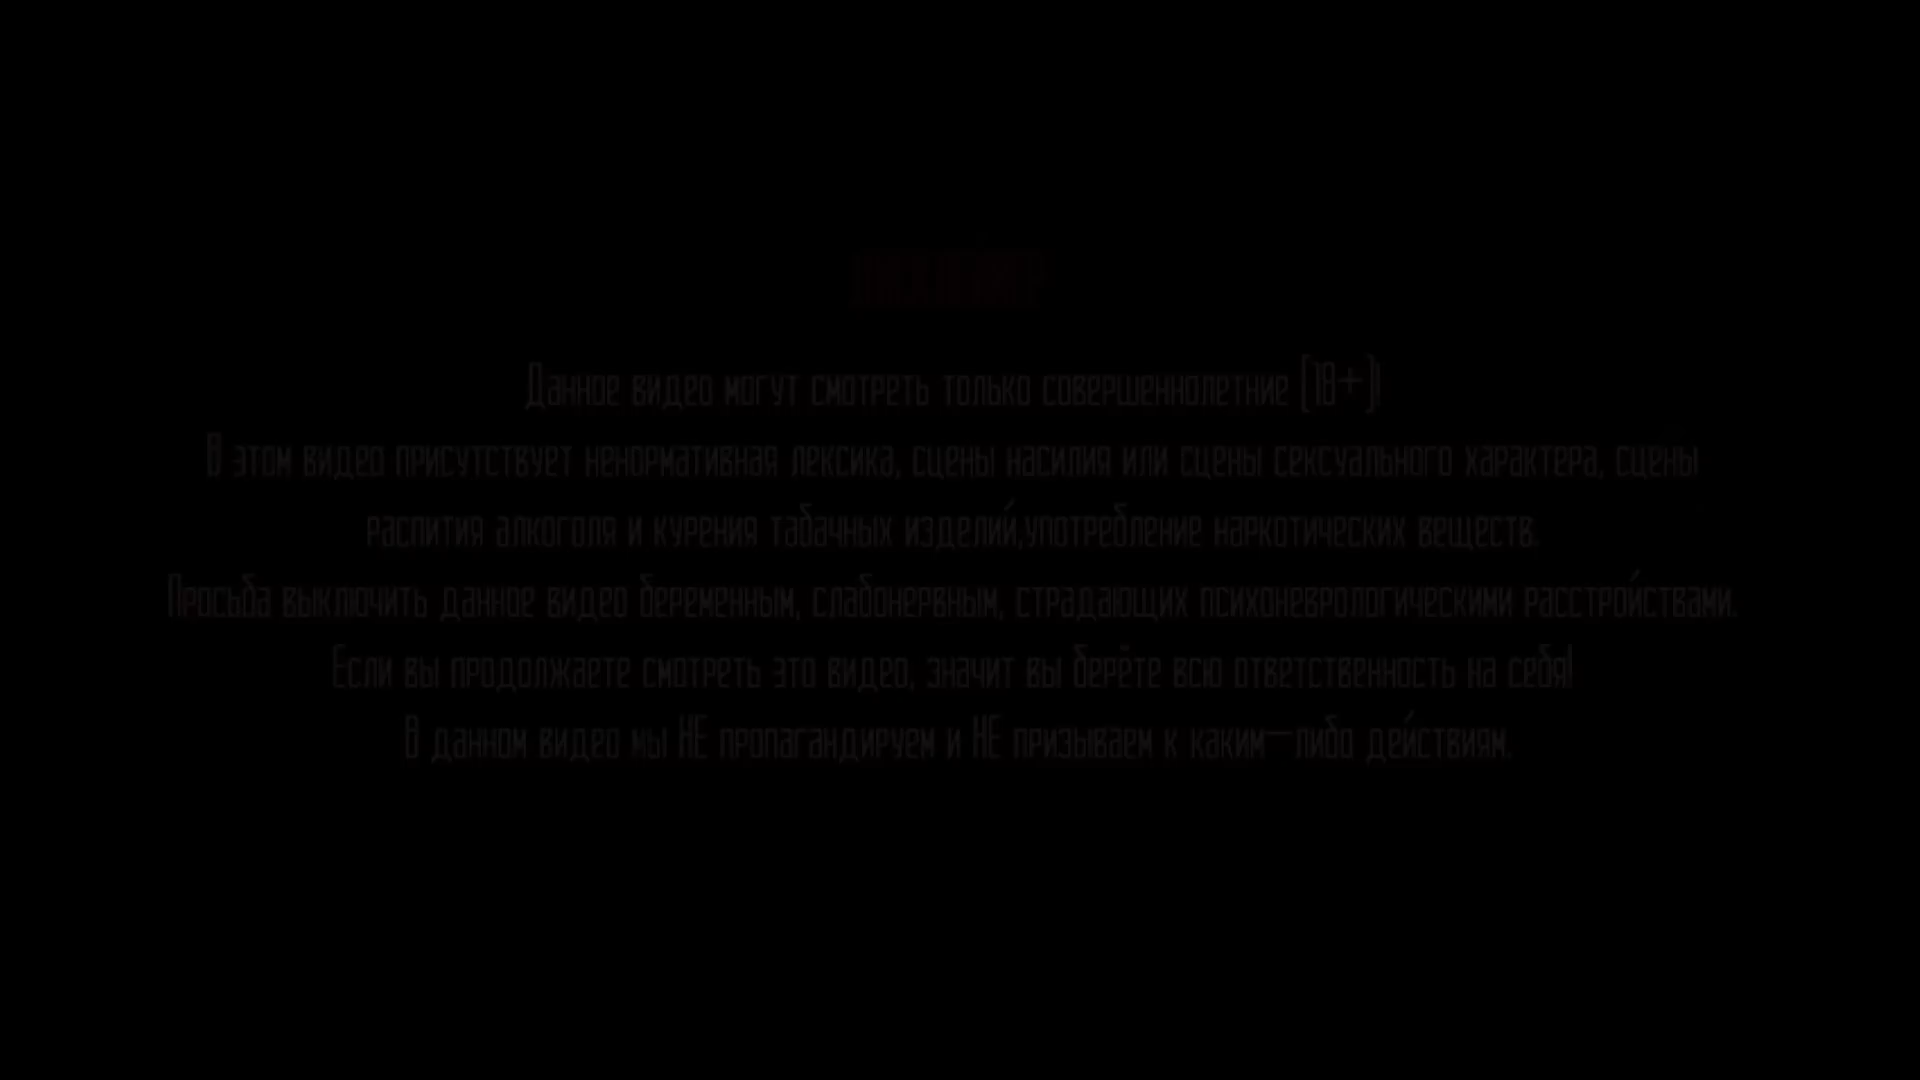 ДИСКЛЕЙМЕР
Данное видео могут смотреть только совершеннолетние (18+)!
В этом видео присутствует ненормативная лексика, сцены насилия или сцены сексуального характера, сцены
распития алкоголя и курения табачных изделий,употребление наркотических веществ.
Просьба выключить данное видео беременным, слабонервным, страдающих психоневрологическими расстройствами.
Если вы продолжаете смотреть это видео, значит вы берёте всю ответственность на себя!
В данном видео мы НЕ пропагандируем и НЕ призываем к каким-либо действиям.